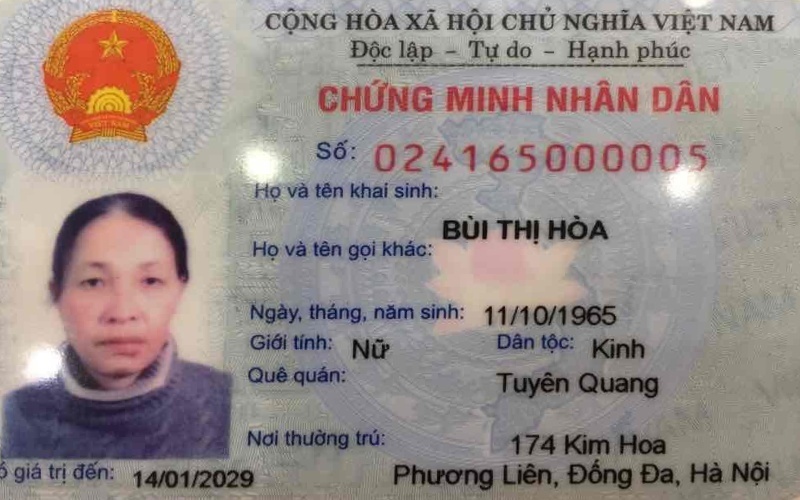 CỘNG HÒA XÃ HỘI CHỦ NGHĨA VIỆT NAM
Độc lập - Tự do - Hạnh phúc
CHỨNG MINH NHÂN DÂN
Số: 024165000005
Họ và tên khai sinh:
BÙI THỊ HÒA
Họ và tên gọi khác:
Ngày, tháng, năm sinh: 11/10/1965
Giới tính: Nữ Dân tộc: Kinh
Quê quán:
Tuyên Quang
Nơi thường trú: 174 Kim Hoa
Phương Liên, Đống Đa, Hà Nội
giá trị đến: 14/01/2029